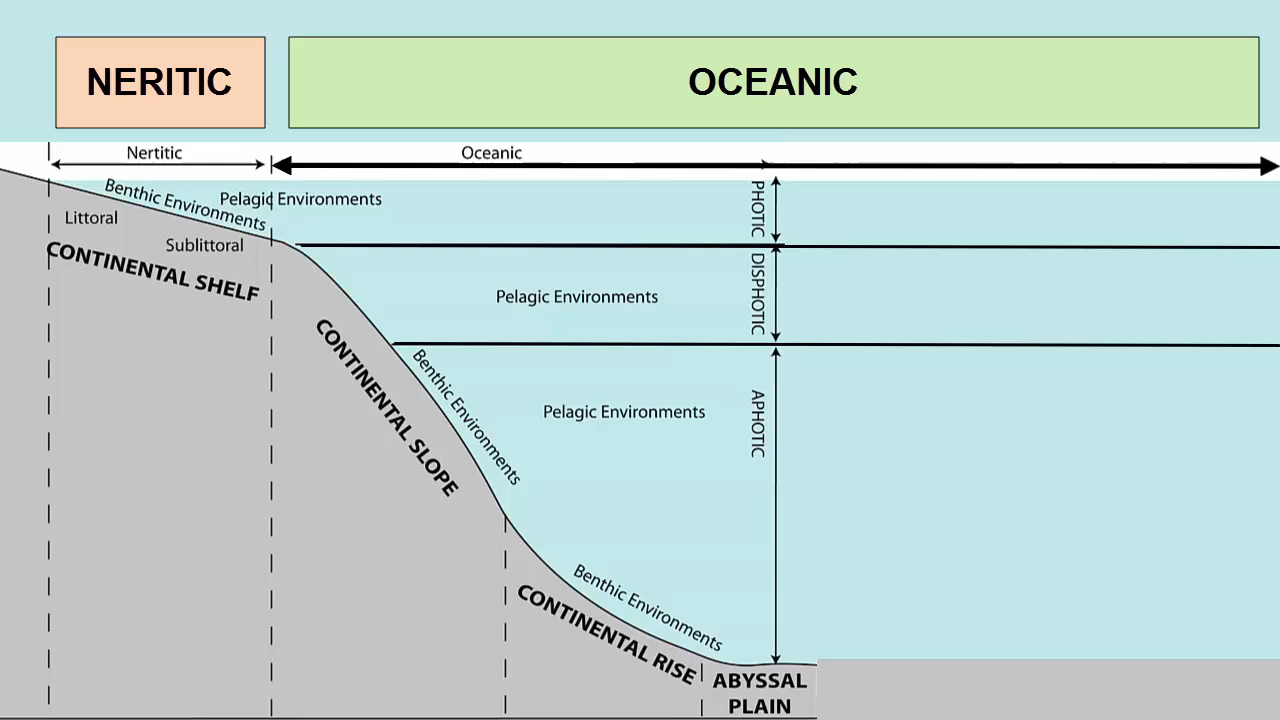 NERITIC
OCEANIC
Nertitic
Oceanic
Benthic Environments
Pelagic Environments
PHOTIC
Littoral
Sublittoral
CONTINENTAL SHELF
DISPHOTIC
Pelagic Environments
CONTINENTAL SLOPE
Benthic Environments
Pelagic Environments
APHOTIC
Benthic Environments
CONTINENTAL RISE
ABYSSAL
PLAIN